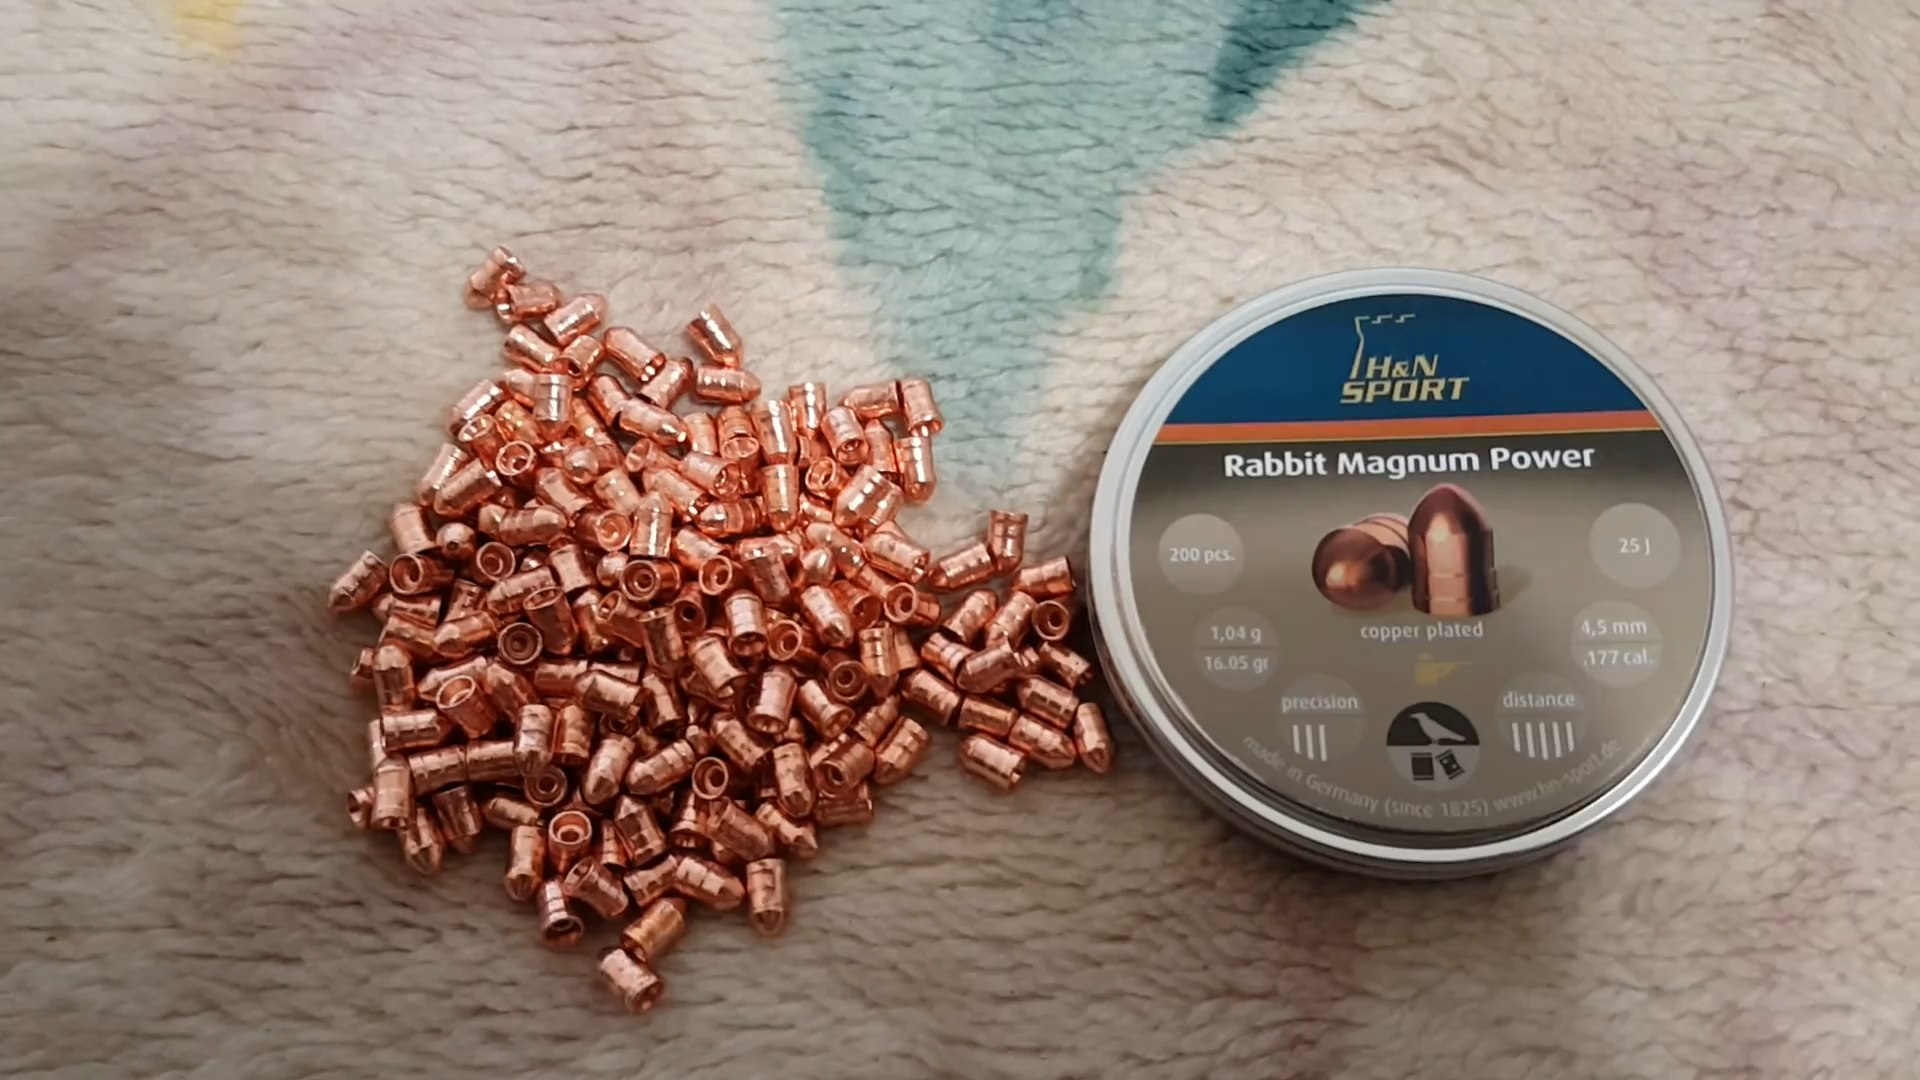 H&N
SPORT
Rabbit Magnum Power
200 pcs.
25 J
copper plated
1,04 g
16.05 gr
4,5 mm
.177 cal.
precision
distance
made in Germany (since 1825) www.hn-sport.de